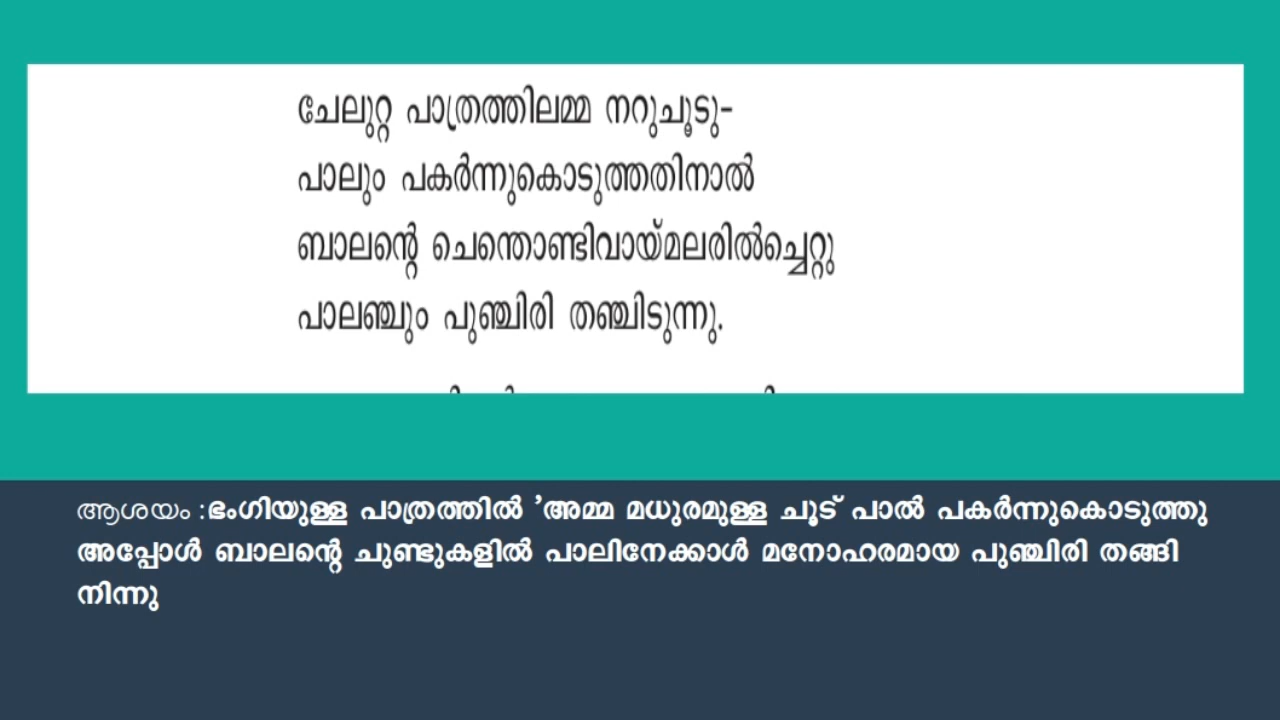 ചേലുറ്റ പാത്രത്തിലമ്മ നറുചൂടു-
പാലും പകർന്നുകൊടുത്തതിനാൽ
ബാലന്റെ ചെന്തൊണ്ടിവായ്മലരിൽച്ചെറ്റു
പാലഞ്ചും പുഞ്ചിരി തഞ്ചിടുന്നു.
ആശയം :ഭംഗിയുള്ള പാത്രത്തിൽ ’അമ്മ മധുരമുള്ള ചൂട് പാൽ പകർന്നുകൊടുത്തു
അപ്പോൾ ബാലന്റെ ചുണ്ടുകളിൽ പാലിനേക്കാൾ മനോഹരമായ പുഞ്ചിരി തങ്ങി
നിന്നു